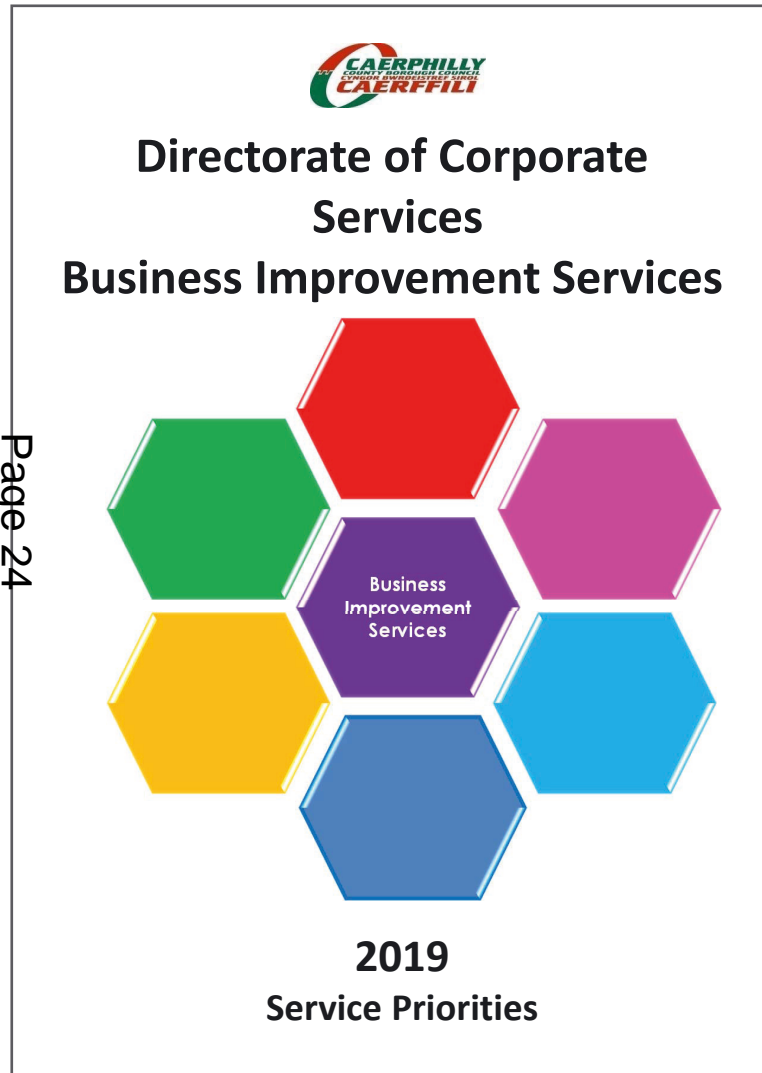 CAERPHILLY
COUNTY BOROUGH COUNCIL
CYNGOR BWRDEISTREF SIROL
CAERFFILI
Directorate of Corporate
Services
Business Improvement Services
Page 24
Business
Improvement
Services
2019
Service Priorities